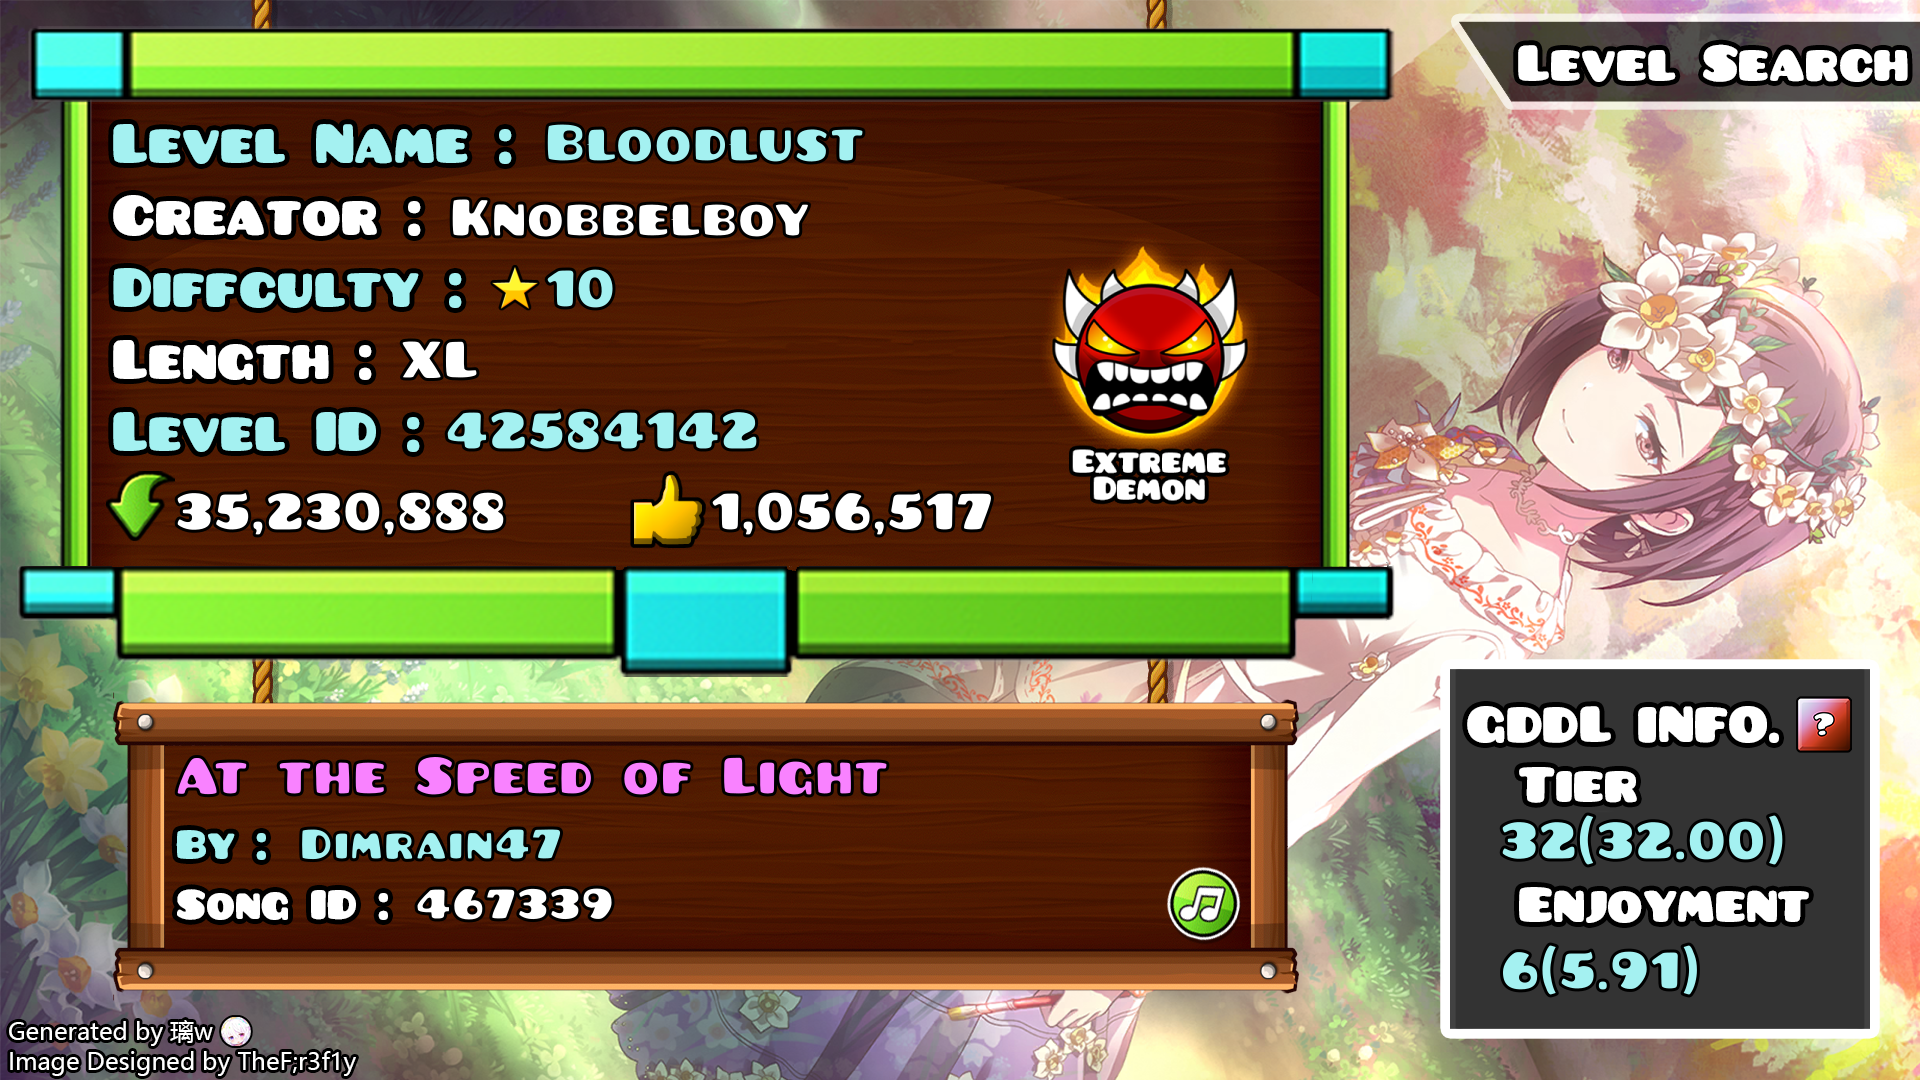 Level Search
Level Name : Bloodlust
Creator : Knobbelboy
Diffculty : 10
Length : XL
Level ID : 42584142
35,230,888 1,056,517
Extreme
Demon
At the Speed of Light
By : Dimrain47
Song ID : 467339
GDDL Info. ?
Tier
32(32.00)
Enjoyment
6(5.91)
Generated by 璃w
Image Designed by TheF;r3f1y